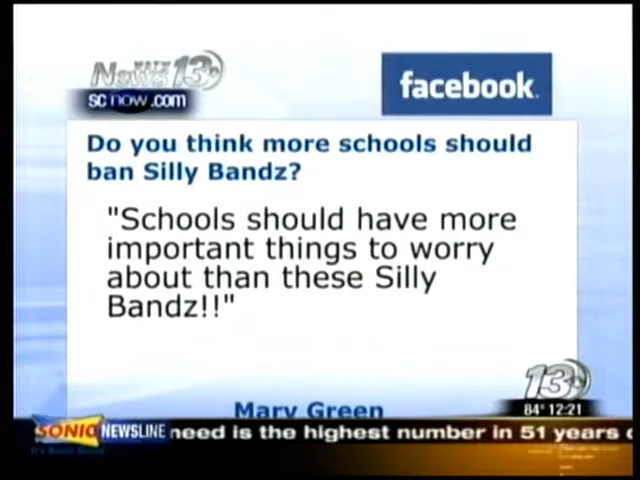 News 13
scnow.com
facebook.
Do you think more schools should
ban Silly Bandz?
"Schools should have more
important things to worry
about than these Silly
Bandz!!"
Mary Green
13
84° 12:21
SONIC NEWSLINE need is the highest number in 51 years